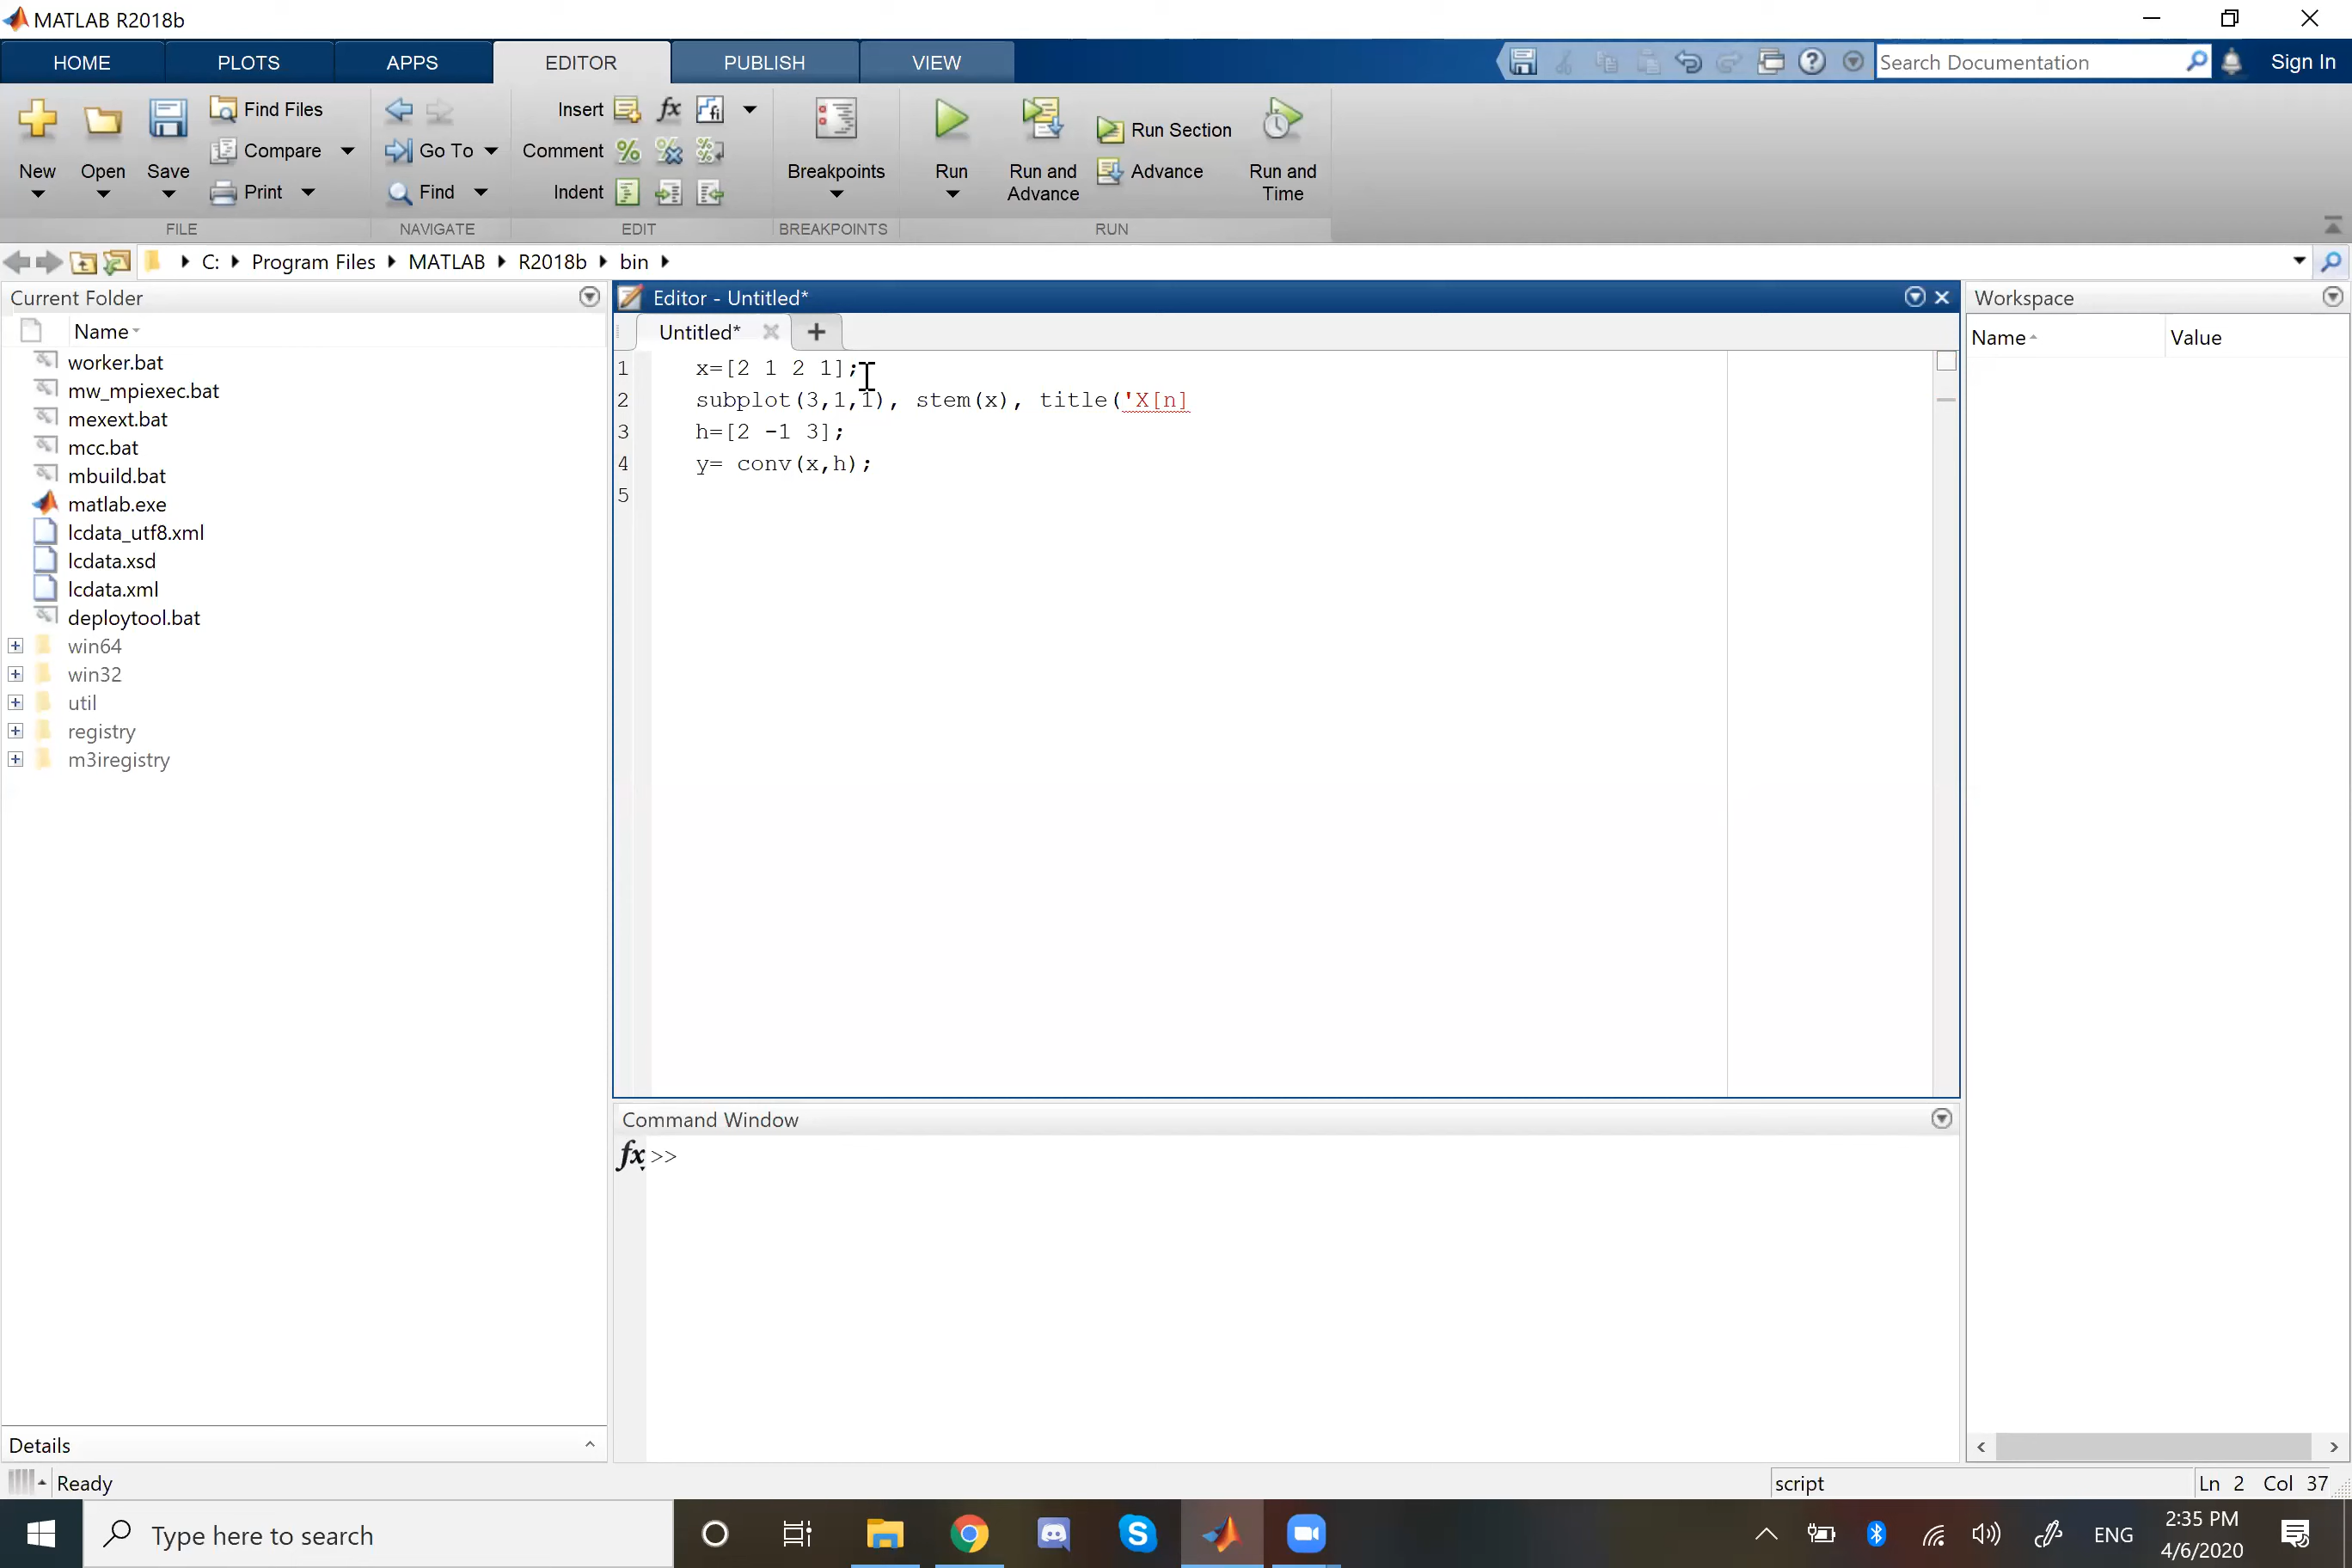 MATLAB R2018b
HOME PLOTS APPS EDITOR PUBLISH VIEW Search Documentation Sign In
New Open Save Find Files Compare Print
Go To Find
Insert fx fi
Comment
Indent
Breakpoints Run Run and Advance Run Section Advance Run and Time
FILE NAVIGATE EDIT BREAKPOINTS RUN
C: Program Files MATLAB R2018b bin
Current Folder
Name
worker.bat
mw_mpiexec.bat
mexext.bat
mcc.bat
mbuild.bat
matlab.exe
lcdata_utf8.xml
lcdata.xsd
lcdata.xml
deploytool.bat
win64
win32
util
registry
m3iregistry
Details
Editor - Untitled*
Untitled*
1 x=[2 1 2 1];
2 subplot(3,1,1), stem(x), title('X[n]
3 h=[2 -1 3];
4 y= conv(x,h);
5
Command Window
fx >>
Workspace
Name Value
Ready script Ln 2 Col 37
Type here to search ENG 2:35 PM
4/6/2020